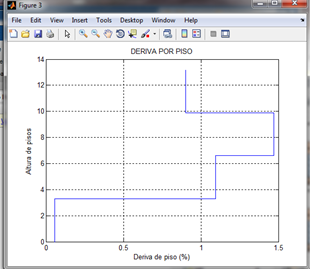 Figure 3
File Edit View Insert Tools Desktop Window Help
DERIVA POR PISO
Altura de pisos
14
12
10
8
6
4
2
0
0 0.5 1 1.5
Deriva de piso (%)